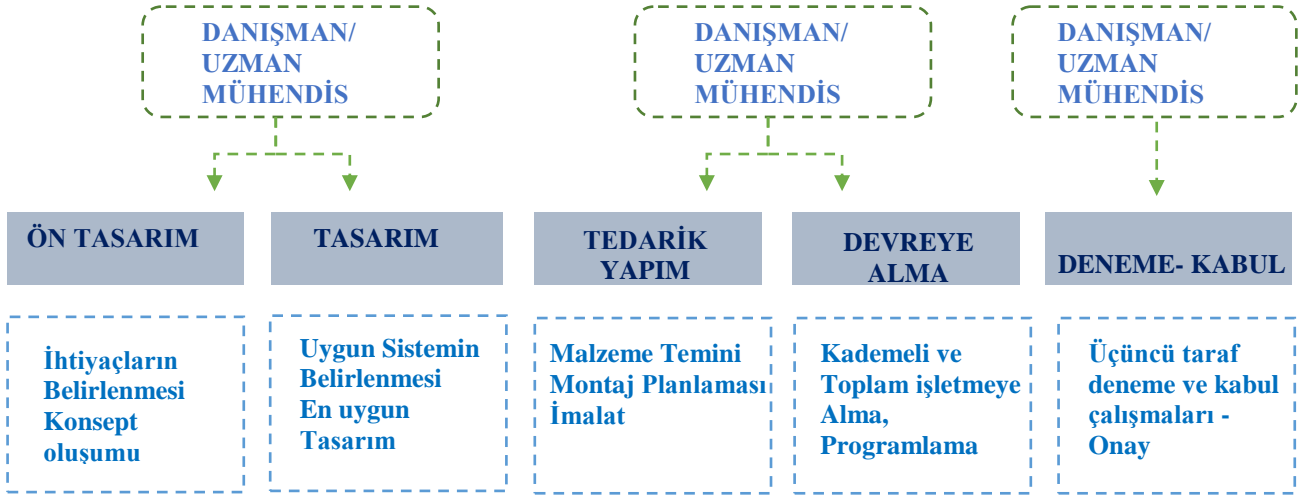 DANIŞMAN/
UZMAN
MÜHENDİS
DANIŞMAN/
UZMAN
MÜHENDİS
DANIŞMAN/
UZMAN
MÜHENDİS
ÖN TASARIM
TASARIM
TEDARİK
YAPIM
DEVREYE
ALMA
DENEME- KABUL
İhtiyaçların
Belirlenmesi
Konsept
oluşumu
Uygun Sistemin
Belirlenmesi
En uygun
Tasarım
Malzeme Temini
Montaj Planlaması
İmalat
Kademeli ve
Toplam işletmeye
Alma,
Programlama
Üçüncü taraf
deneme ve kabul
çalışmaları -
Onay